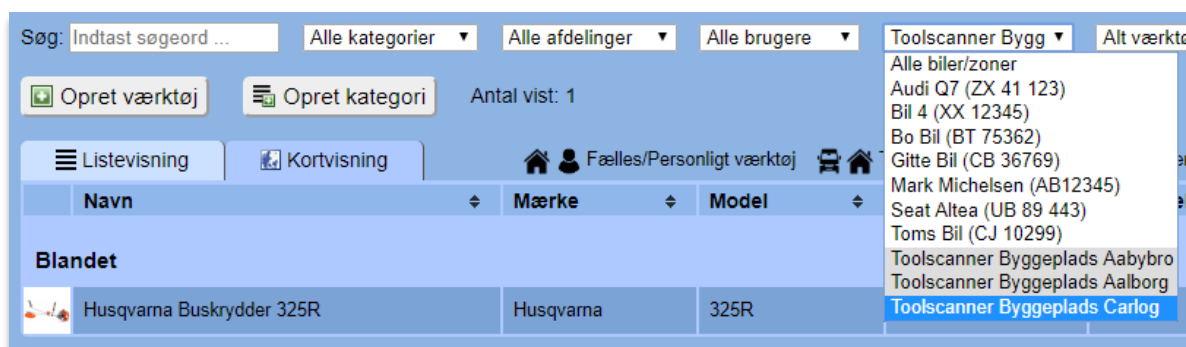 Søg: Indtast søgeord ... Alle kategorier Alle afdelinger Alle brugere Toolscanner Bygg Alt værktø
Alle biler/zoner
Audi Q7 (ZX 41 123)
Bil 4 (XX 12345)
Bo Bil (BT 75362)
Gitte Bil (CB 36769)
Mark Michelsen (AB12345)
Seat Altea (UB 89 443)
Toms Bil (CJ 10299)
Toolscanner Byggeplads Aabybro
Toolscanner Byggeplads Aalborg
Toolscanner Byggeplads Carlog
Opret værktøj Opret kategori Antal vist: 1
Listevisning Kortvisning Fælles/Personligt værktøj
Navn Mærke Model
Blandet
Husqvarna Buskrydder 325R Husqvarna 325R